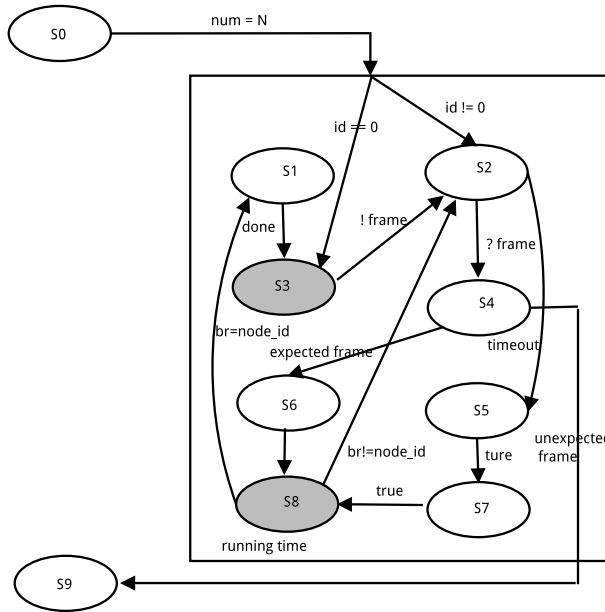 num = N
S0
id != 0
id == 0
S1
S2
! frame
done
? frame
S3
S4
br=node_id
timeout
expected frame
S6
S5
unexpected
frame
br!=node_id
ture
true
S8
S7
running time
S9